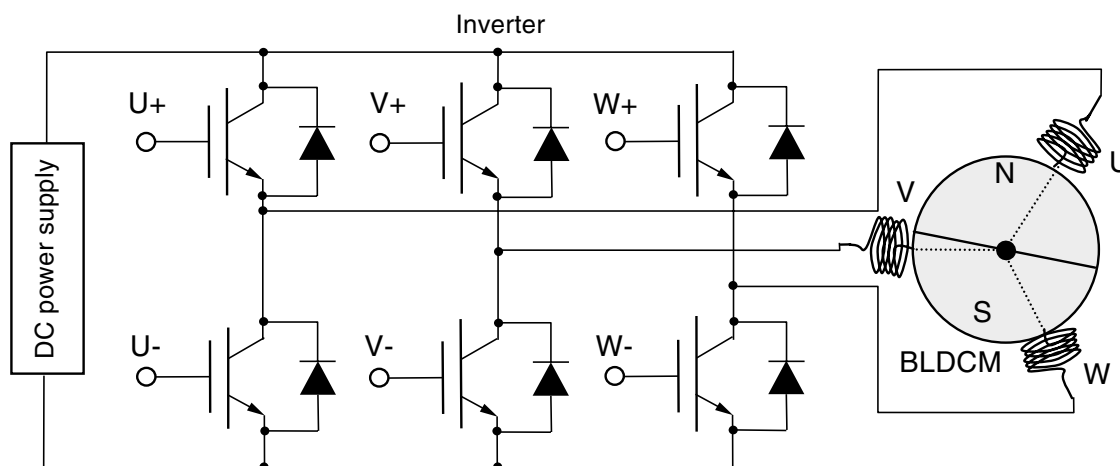 Inverter
U+
V+
W+
DC power supply
N
U
V
S
U-
V-
W-
BLDCM
W